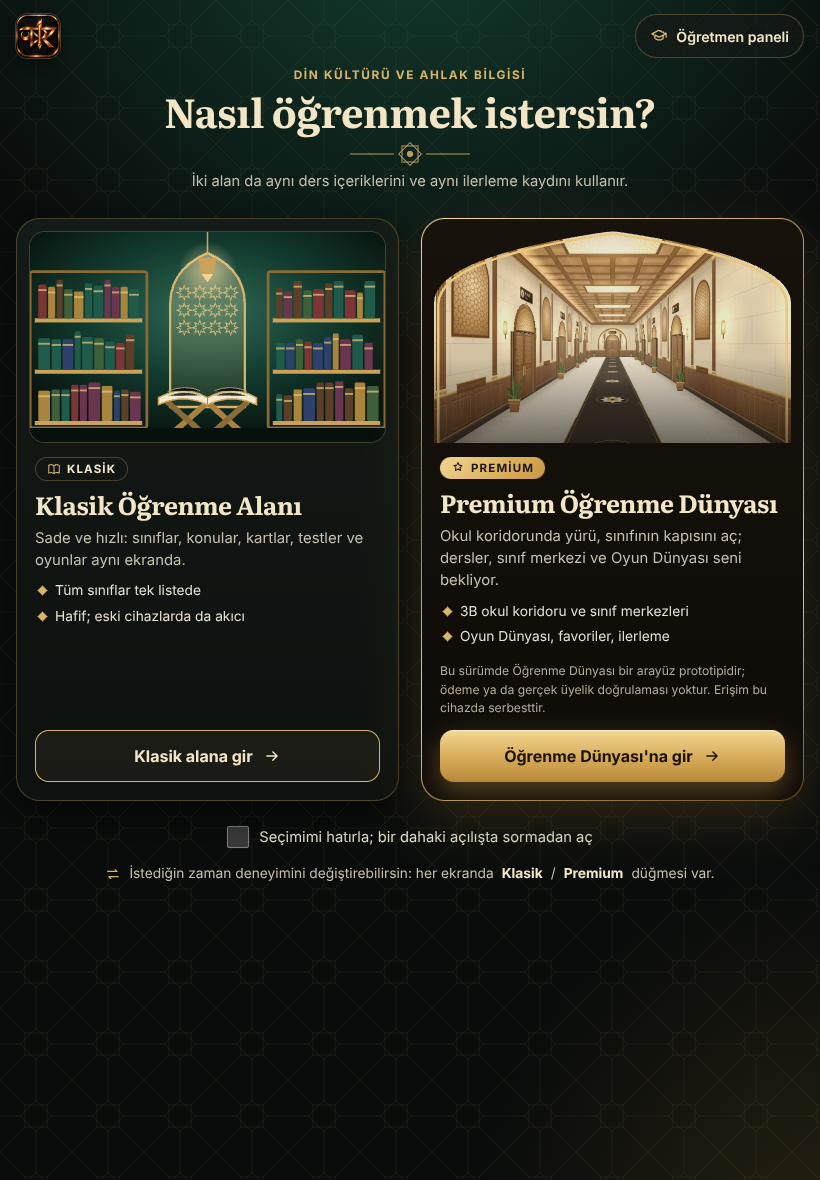 Öğretmen paneli
DİN KÜLTÜRÜ VE AHLAK BİLGİSİ
Nasıl öğrenmek istersin?
İki alan da aynı ders içeriklerini ve aynı ilerleme kaydını kullanır.
KLASİK
Klasik Öğrenme Alanı
Sade ve hızlı: sınıflar, konular, kartlar, testler ve
oyunlar aynı ekranda.
Tüm sınıflar tek listede
Hafif; eski cihazlarda da akıcı
Klasik alana gir →
PREMİUM
Premium Öğrenme Dünyası
Okul koridorunda yürü, sınıfının kapısını aç;
dersler, sınıf merkezi ve Oyun Dünyası seni
bekliyor.
3B okul koridoru ve sınıf merkezleri
Oyun Dünyası, favoriler, ilerleme
Bu sürümde Öğrenme Dünyası bir arayüz prototipidir;
ödeme ya da gerçek üyelik doğrulaması yoktur. Erişim bu
cihazda serbesttir.
Öğrenme Dünyası'na gir →
Seçimimi hatırla; bir dahaki açılışta sormadan aç
İstediğin zaman deneyimini değiştirebilirsin: her ekranda Klasik / Premium düğmesi var.